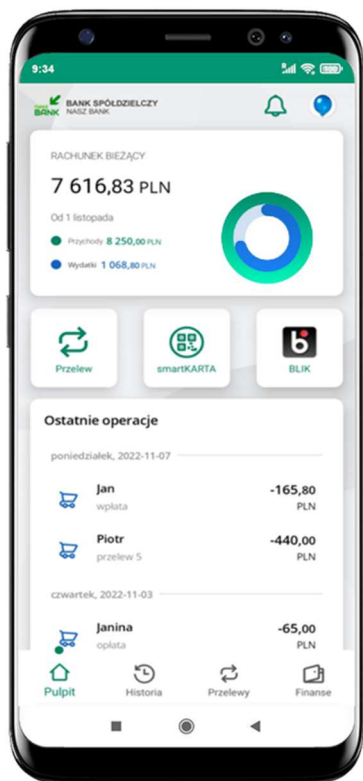 9:34
NASZ BANK
BANK SPÓŁDZIELCZY
NASZ BANK
RACHUNEK BIEŻĄCY
7 616,83 PLN
Od 1 listopada
Przychody 8 250,00 PLN
Wydatki 1 068,80 PLN
Przelew
smartKARTA
BLIK
Ostatnie operacje
poniedziałek, 2022-11-07
Jan -165,80
wpłata PLN
Piotr -440,00
przelew 5 PLN
czwartek, 2022-11-03
Janina -65,00
opłata PLN
Pulpit Historia Przelewy Finanse